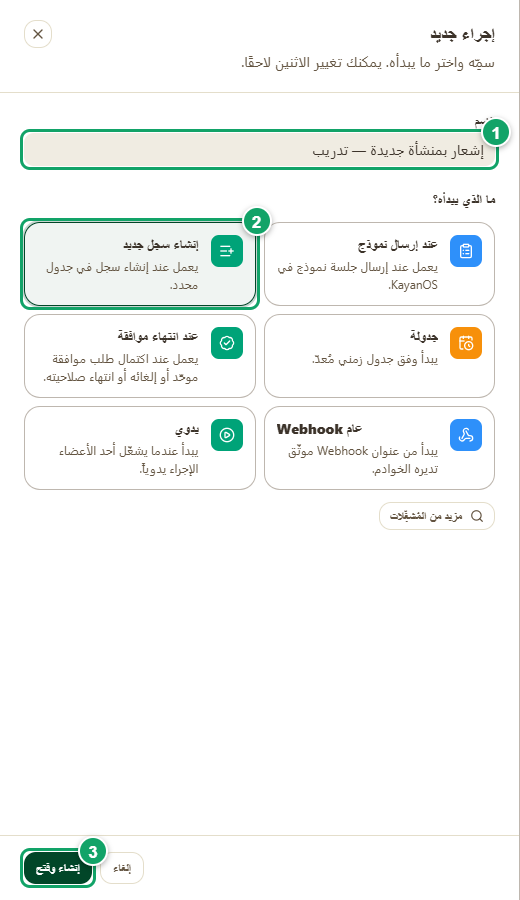 إجراء جديد
سمِّه واختر ما يبدأه. يمكنك تغيير الاثنين لاحقًا.
1
إشعار بمنشأة جديدة — تدريب
ما الذي يبدأه؟
عند إرسال نموذج
يعمل عند إرسال جلسة نموذج في
KayanOS.
2
إنشاء سجل جديد
يعمل عند إنشاء سجل في جدول
محدد.
جدولة
يبدأ وفق جدول زمني مُعدّ.
عند انتهاء موافقة
يعمل عند اكتمال طلب موافقة
موحّد أو إلغائه أو انتهاء صلاحيته.
Webhook عام
يبدأ من عنوان Webhook موثّق
تديره الخوادم.
يدوي
يبدأ عندما يشغّل أحد الأعضاء
الإجراء يدوياً.
مزيد من المُشغِّلات
إلغاء
3
إنشاء وفتح